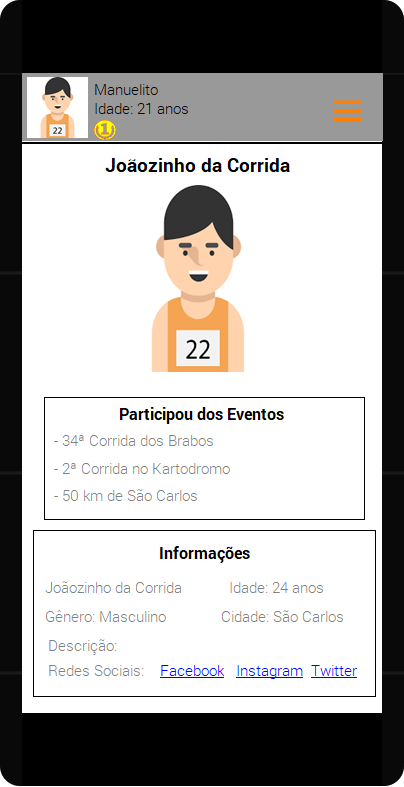 Manuelito
Idade: 21 anos
22
1
Joãozinho da Corrida
22
Participou dos Eventos
- 34ª Corrida dos Brabos
- 2ª Corrida no Kartodromo
- 50 km de São Carlos
Informações
Joãozinho da Corrida Idade: 24 anos
Gênero: Masculino Cidade: São Carlos
Descrição:
Redes Sociais: Facebook Instagram Twitter